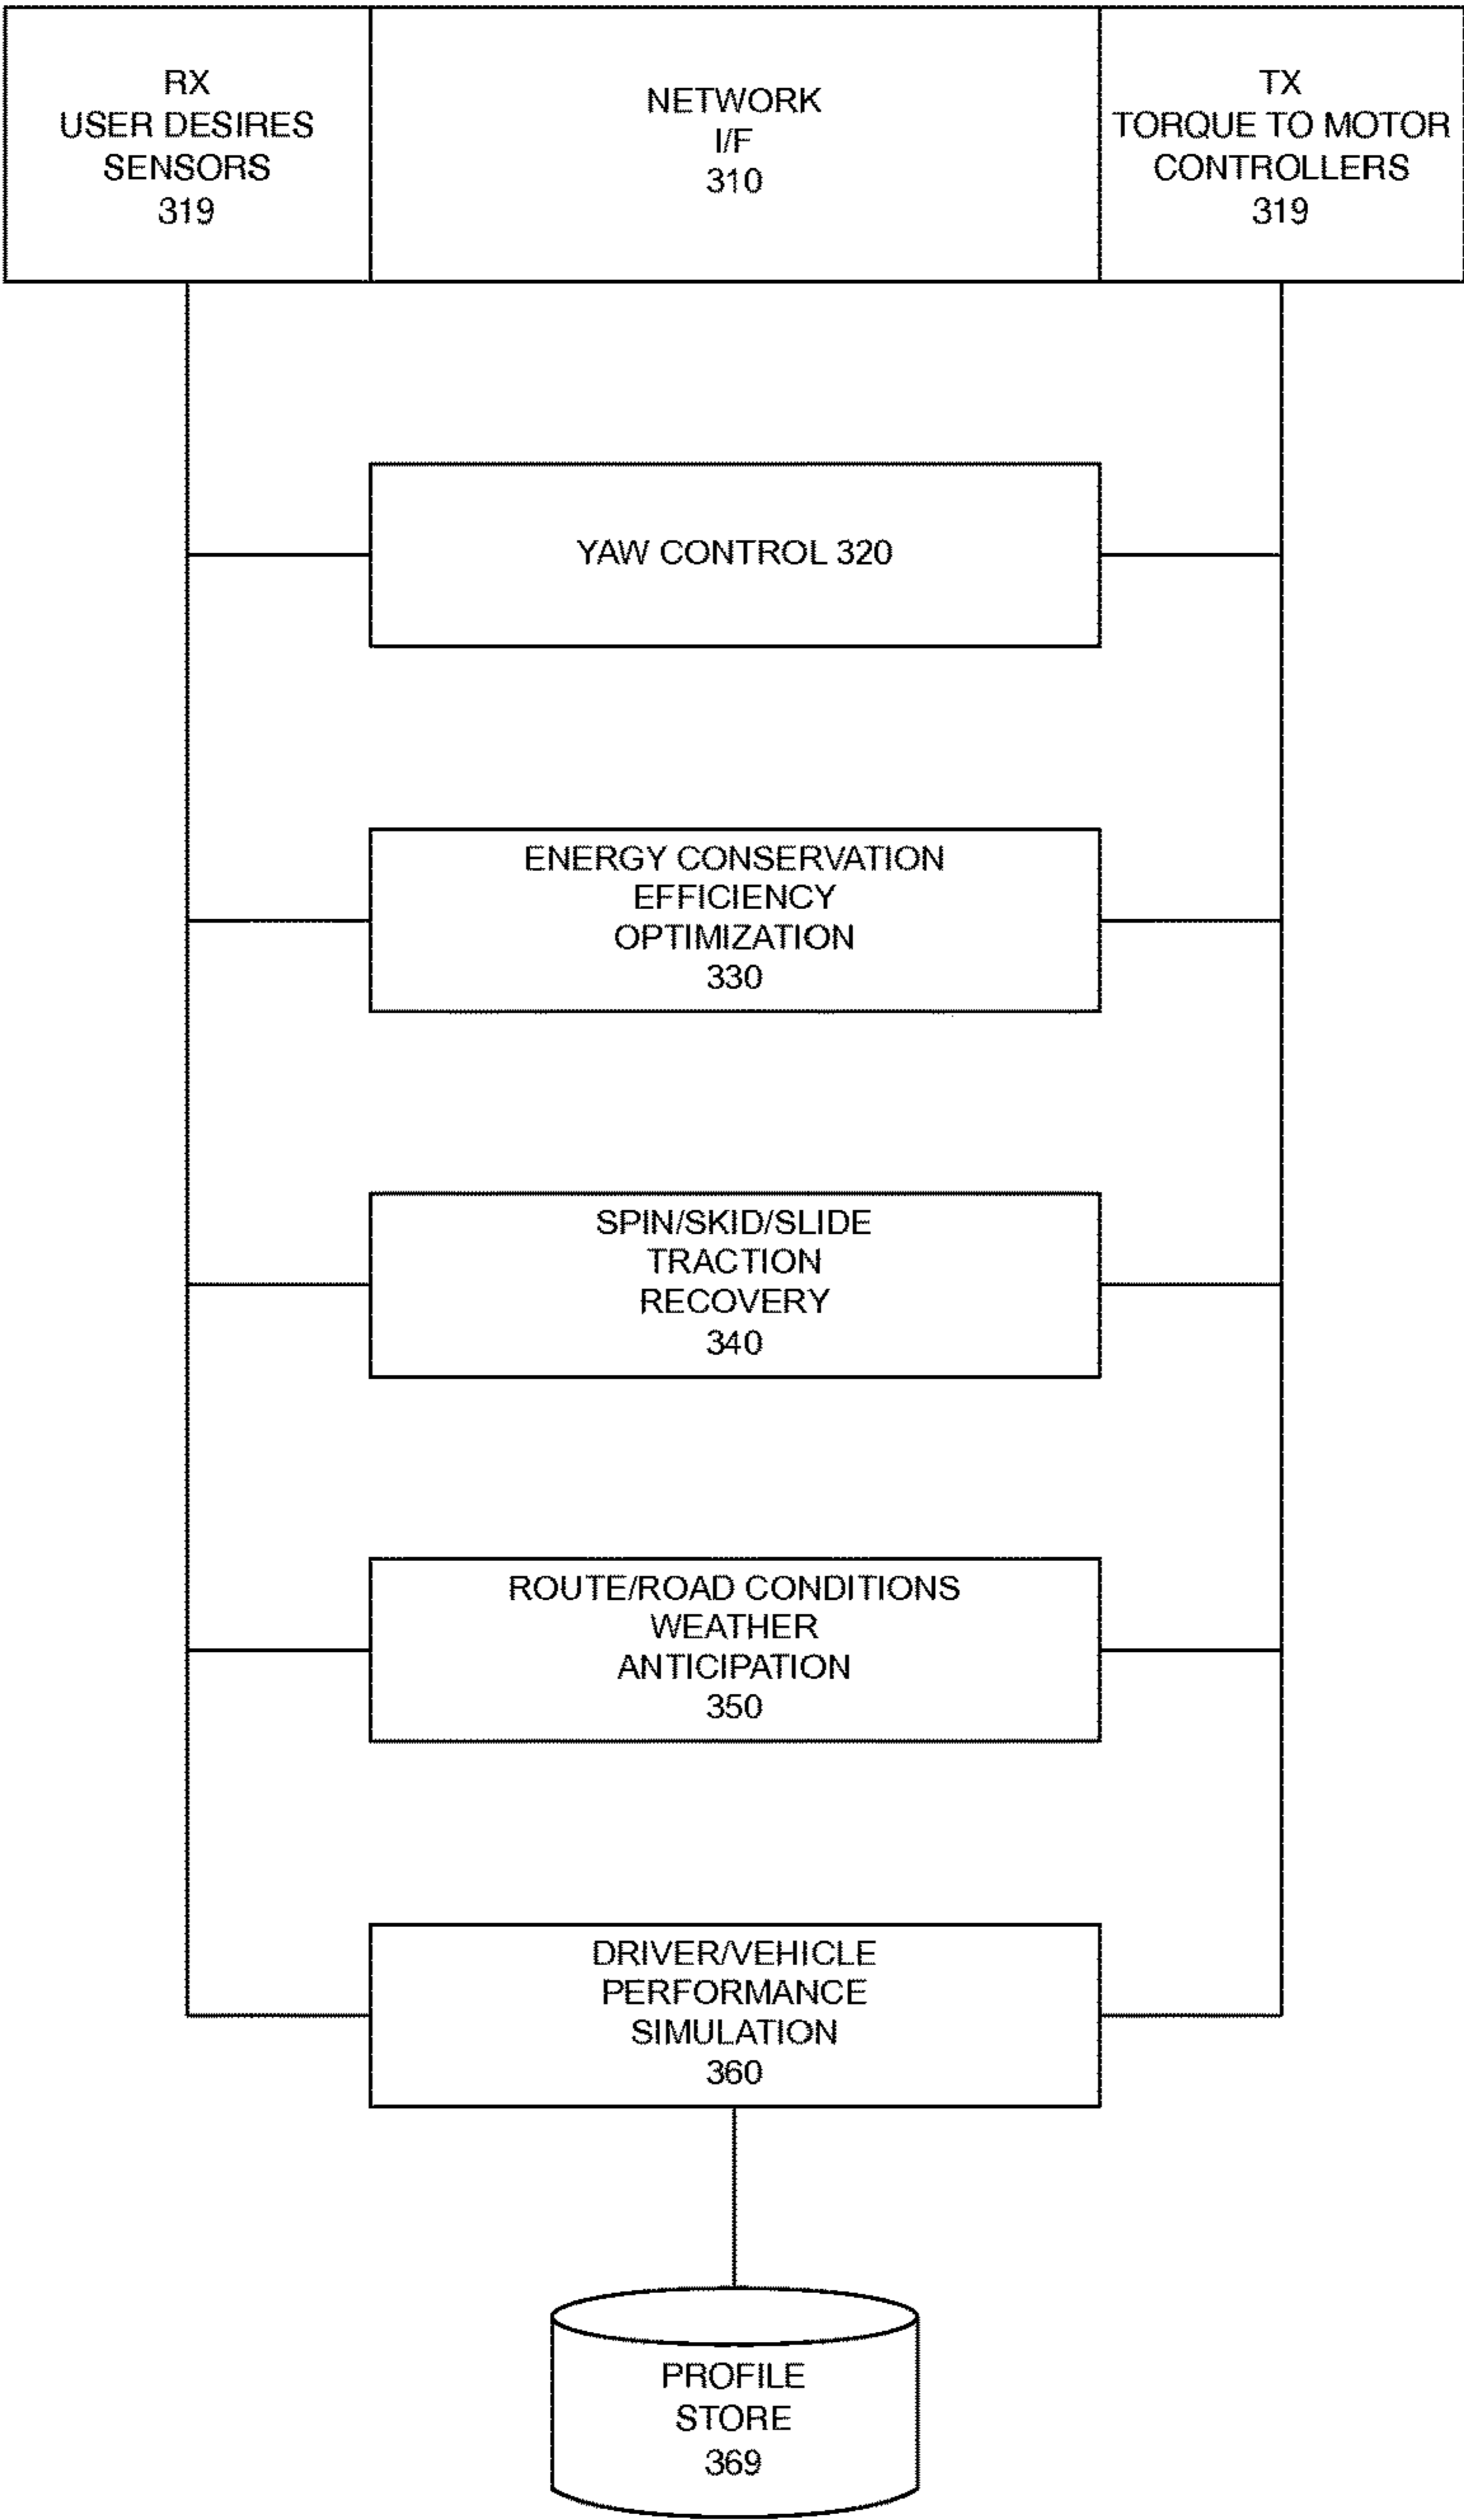 RX
USER DESIRES
SENSORS
319
NETWORK
I/F
310
TX
TORQUE TO MOTOR
CONTROLLERS
319
YAW CONTROL 320
ENERGY CONSERVATION
EFFICIENCY
OPTIMIZATION
330
SPIN/SKID/SLIDE
TRACTION
RECOVERY
340
ROUTE/ROAD CONDITIONS
WEATHER
ANTICIPATION
350
DRIVER/VEHICLE
PERFORMANCE
SIMULATION
360
PROFILE
STORE
369